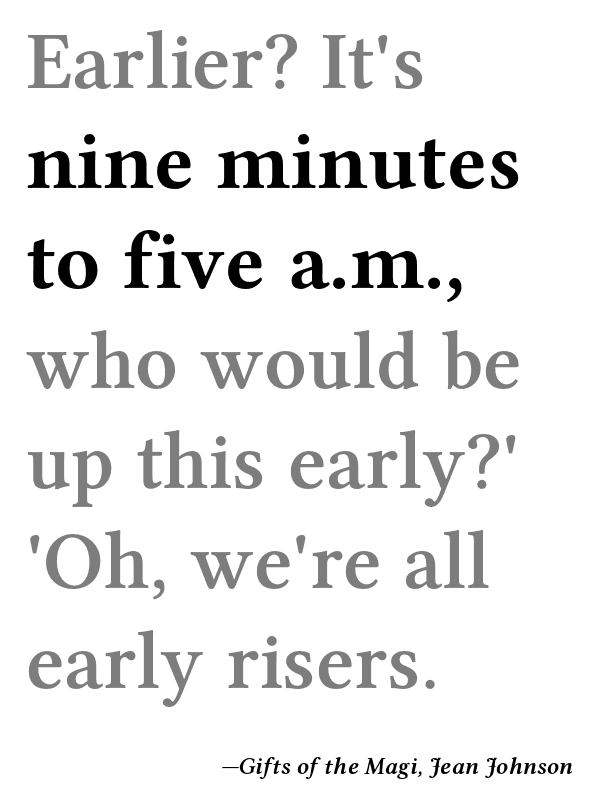 Earlier? It's
nine minutes
to five a.m.,
who would be
up this early?'
'Oh, we're all
early risers.
—Gifts of the Magi, Jean Johnson